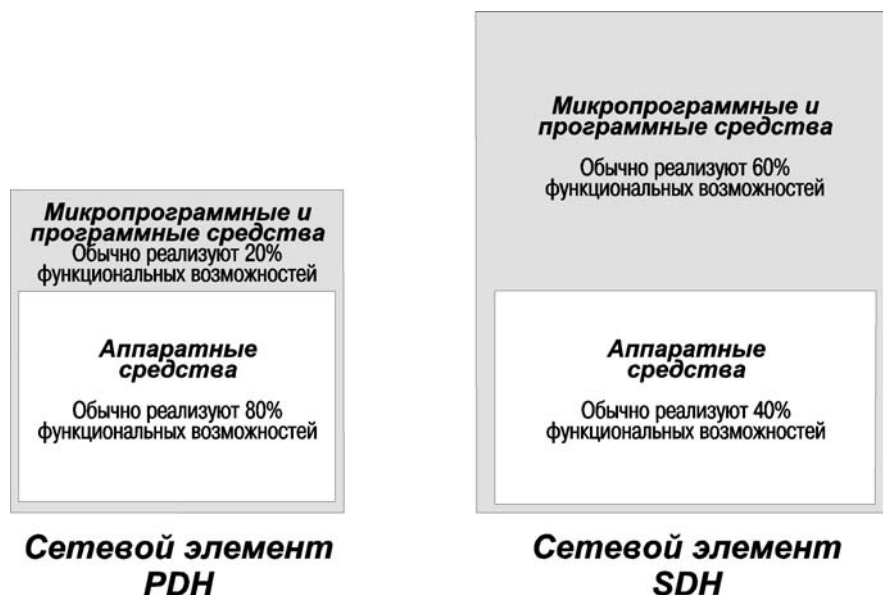 Микропрограммные и
программные средства
Обычно реализуют 20%
функциональных возможностей
Аппаратные
средства
Обычно реализуют 80%
функциональных возможностей
Сетевой элемент
PDH
Микропрограммные и
программные средства
Обычно реализуют 60%
функциональных возможностей
Аппаратные
средства
Обычно реализуют 40%
функциональных возможностей
Сетевой элемент
SDH